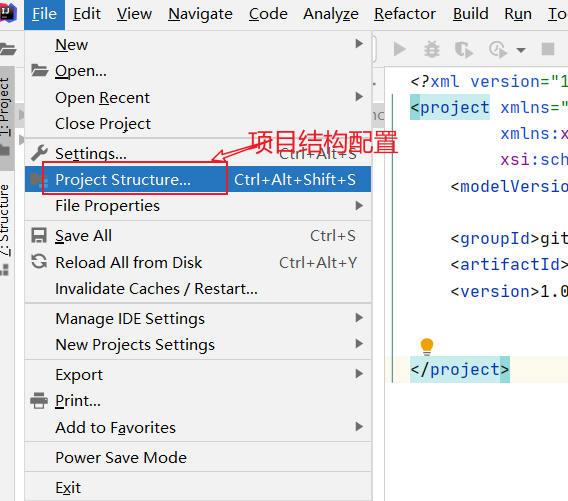 File Edit View Navigate Code Analyze Refactor Build Run
New
Open...
Open Recent
Close Project
Settings... Ctrl+Alt+S
项目结构配置
Project Structure... Ctrl+Alt+Shift+S
File Properties
Save All Ctrl+S
Reload All from Disk Ctrl+Alt+Y
Invalidate Caches / Restart...
Manage IDE Settings
New Projects Settings
Export
Print...
Add to Favorites
Power Save Mode
Exit
1: Project
7: Structure
<?xml version="1
<project xmlns="
xmlns:x
xsi:sch
<modelVersio
<groupId>git
<artifactId>
<version>1.0
</project>